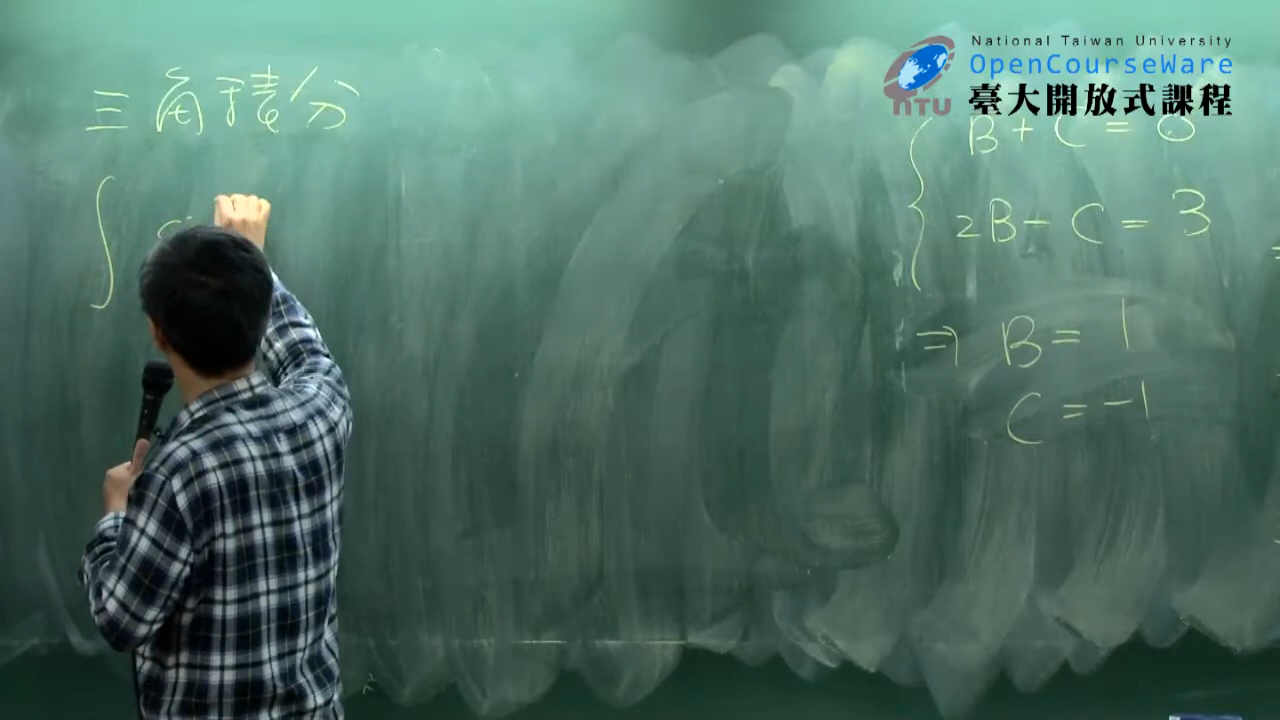 National Taiwan University
OpenCourseWare
臺大開放式課程
NTU
三角積分
∫
B + C = 0
2B - C = 3
⇒ B = 1
C = -1